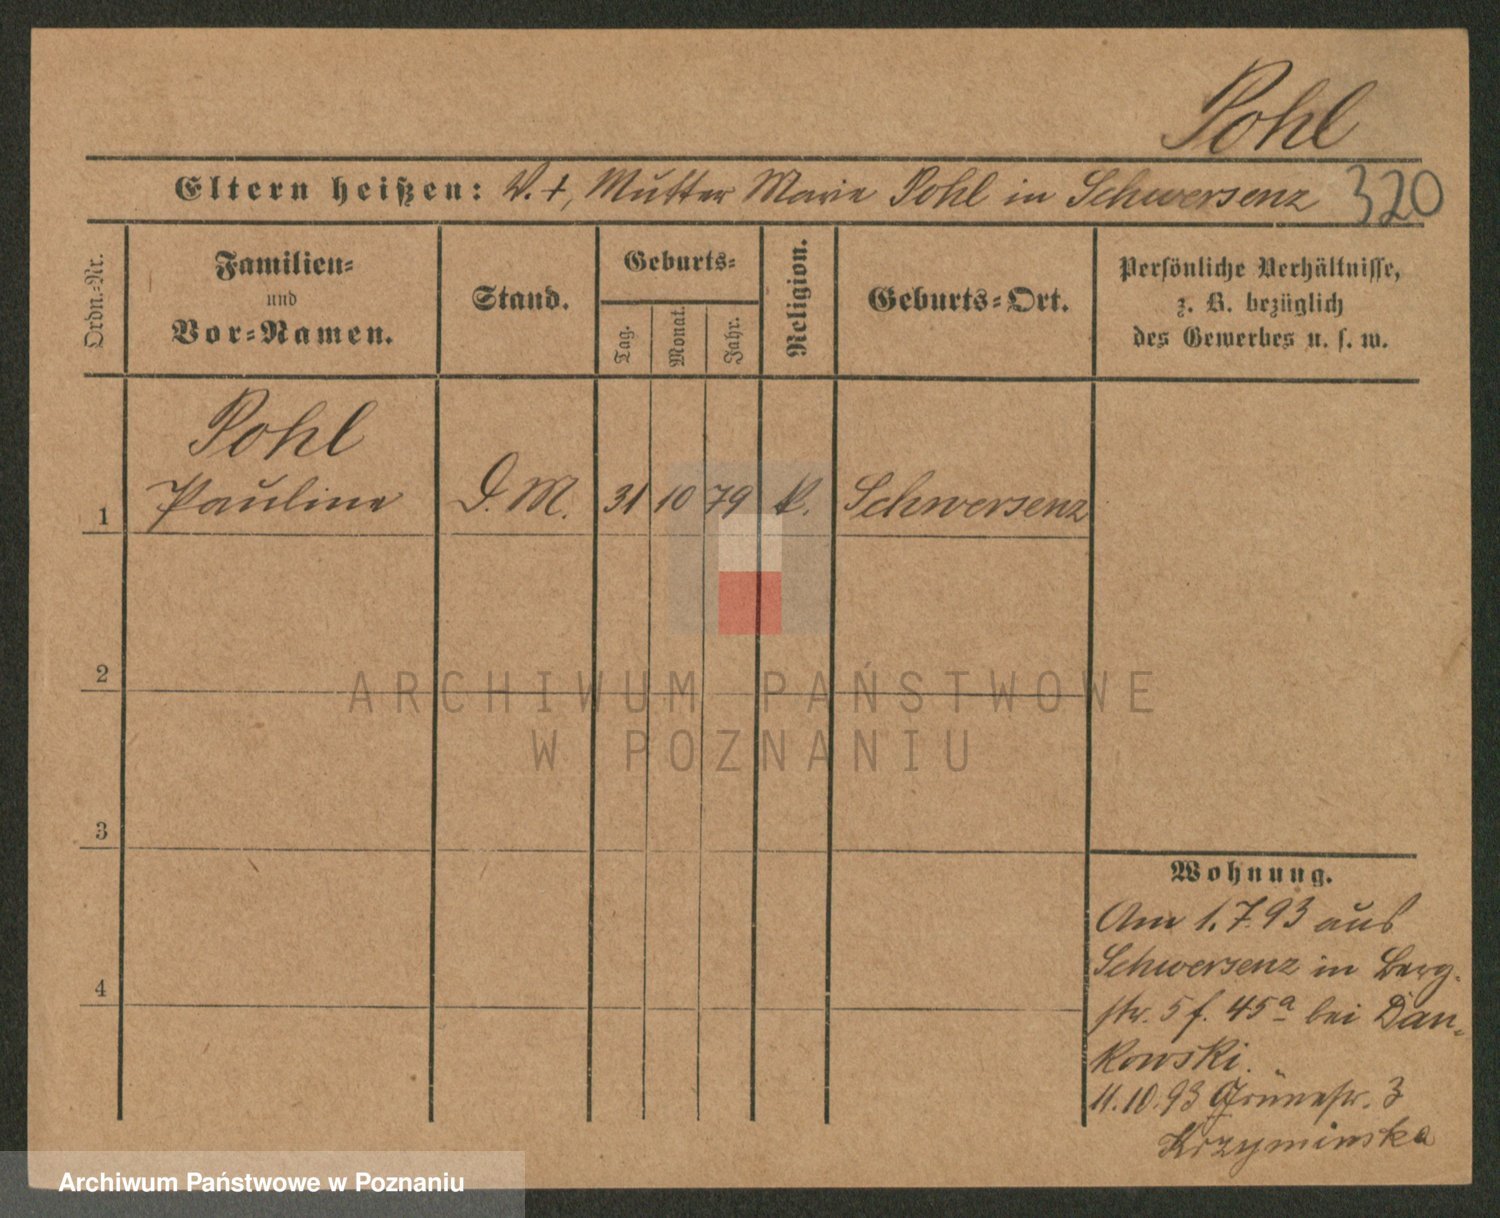 Pohl
Eltern heißen: V. +, Mutter Marie Pohl in Schwersenz 320
Ordn.-Nr.
Familien-
und
Vor-Namen.
Stand.
Geburts-
Tag.
Monat.
Jahr.
Religion.
Geburts-Ort.
Persönliche Verhältnisse,
z. B. bezüglich
des Gewerbes u. s. w.
Pohl
1 Pauline D. M. 31 10 79 k. Schwersenz
2
3
4
ARCHIWUM PAŃSTWOWE
W POZNANIU
Wohnung.
Am 1.7.93 aus
Schwersenz in Berg-
str. 5 f. 45a bei Dan-
kowski.
11.10.93 Grünestr. 3
Krzyminska
Archiwum Państwowe w Poznaniu